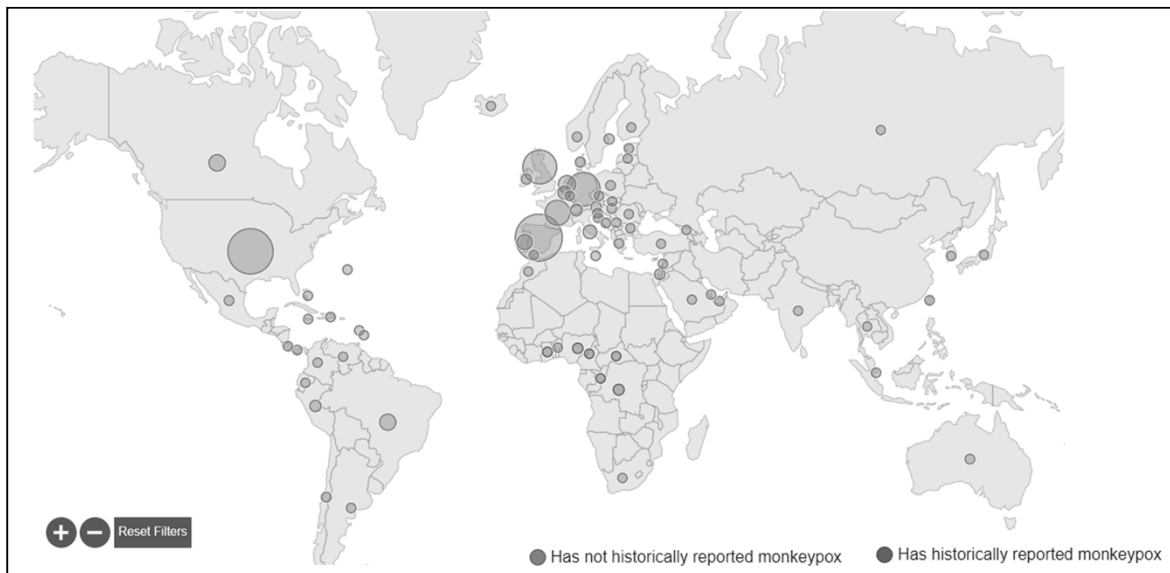 Reset Filters
Has not historically reported monkeypox
Has historically reported monkeypox